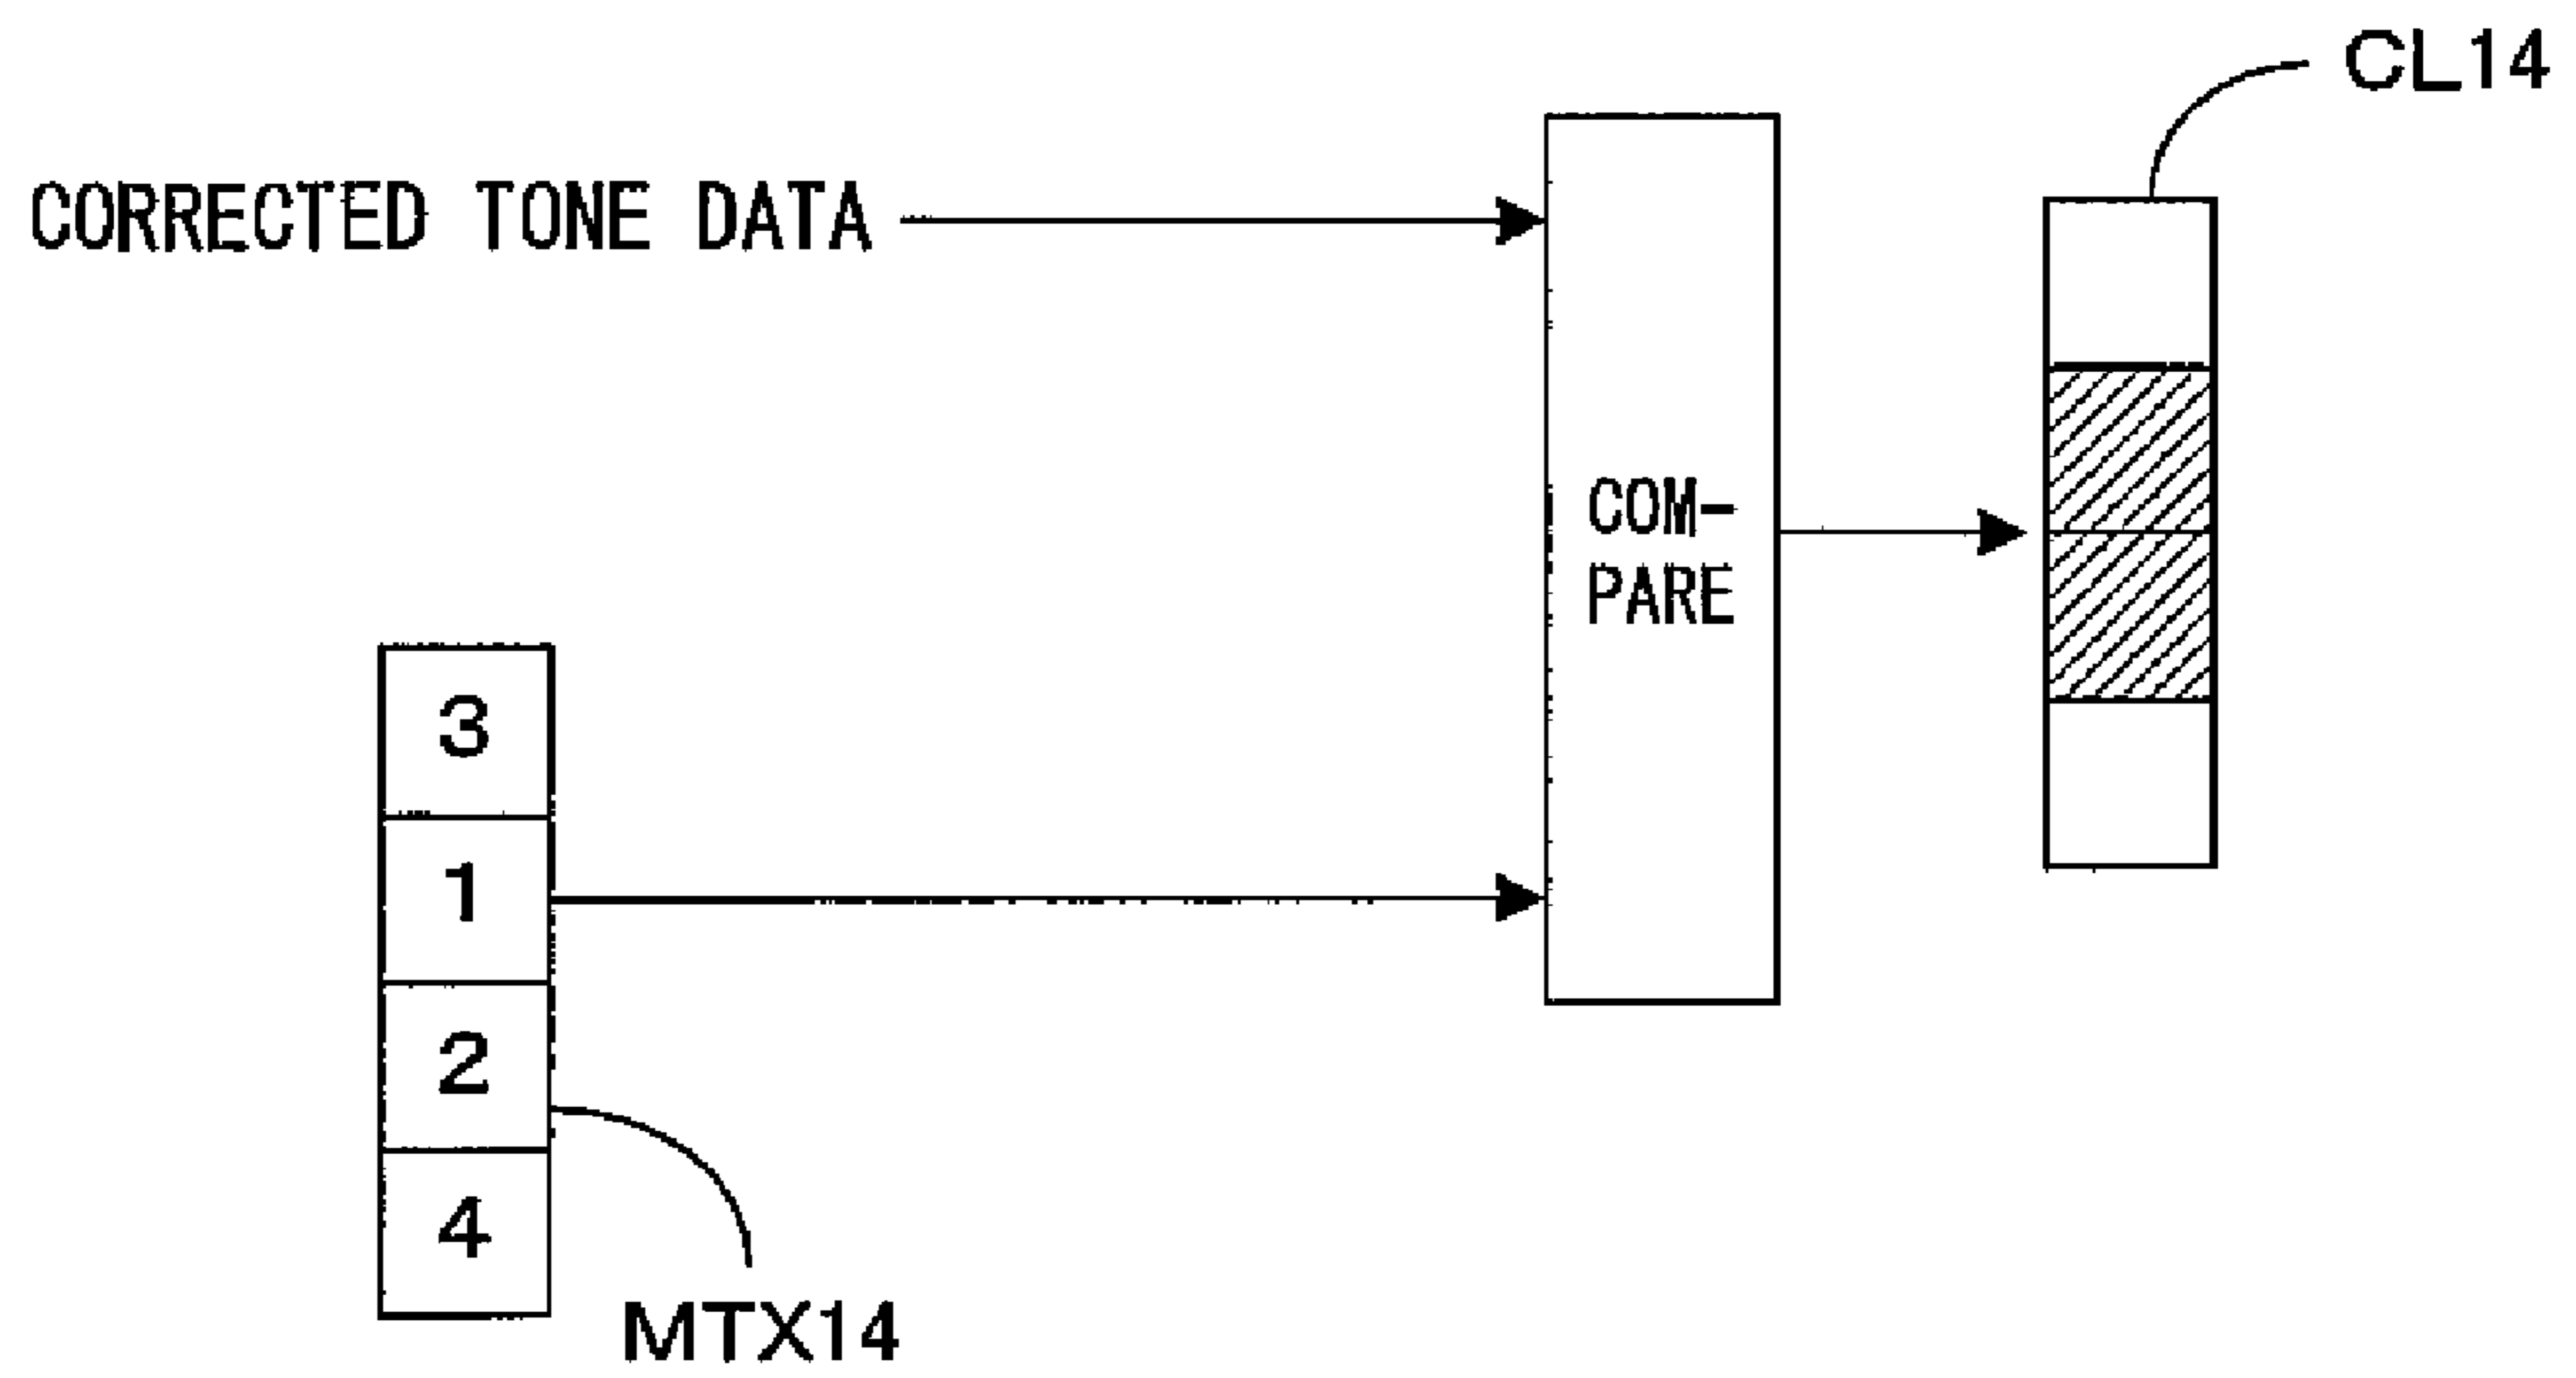 CL14
CORRECTED TONE DATA
COM-
PARE
3
1
2
4
MTX14